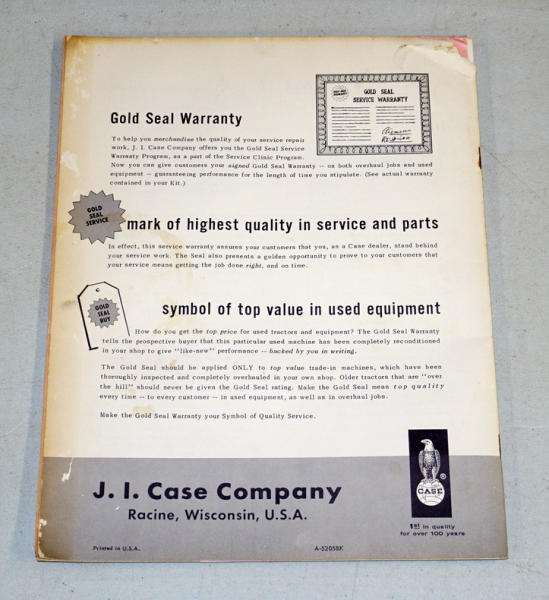 GOLD SEAL
SERVICE WARRANTY
Gold Seal Warranty
To help you merchandise the quality of your service repair
work, J. I. Case Company offers you the Gold Seal Service
Warranty Program, as a part of the Service Clinic Program.
Now you can give customers your signed Gold Seal Warranty -- on both overhaul jobs and used
equipment -- guaranteeing performance for the length of time you stipulate. (See actual warranty
contained in your Kit.)
GOLD
SEAL
SERVICE
mark of highest quality in service and parts
In effect, this service warranty assures your customers that you, as a Case dealer, stand behind
your service work. The Seal also presents a golden opportunity to prove to your customers that
your service means getting the job done right, and on time.
GOLD
SEAL
BUY
symbol of top value in used equipment
How do you get the top price for used tractors and equipment? The Gold Seal Warranty
tells the prospective buyer that this particular used machine has been completely reconditioned
in your shop to give "like-new" performance -- backed by you in writing.
The Gold Seal should be applied ONLY to top value trade-in machines, which have been
thoroughly inspected and completely overhauled in your own shop. Older tractors that are "over
the hill" should never be given the Gold Seal rating. Make the Gold Seal mean top quality
every time -- to every customer -- in used equipment, as well as in overhaul jobs.
Make the Gold Seal Warranty your Symbol of Quality Service.
CASE
®
J. I. Case Company
Racine, Wisconsin, U.S.A.
1st in quality
for over 100 years
Printed in U.S.A.
A-52058K